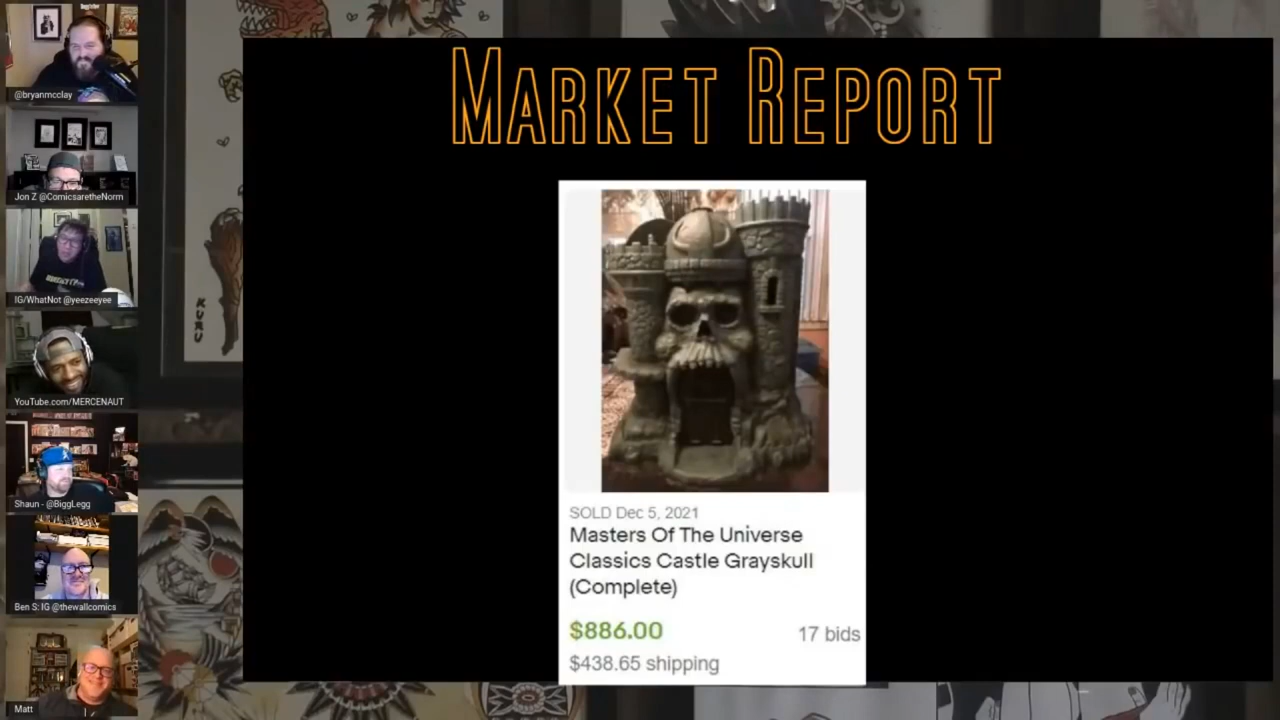 MARKET REPORT
@bryanmcclay
Jon Z @ComicsaretheNorm
IG/WhatNot @yeezeeyee
YouTube.com/MERCENAUT
Shaun - @BiggLegg
Ben S: IG @thewallcomics
Matt
KURU
SOLD Dec 5, 2021
Masters Of The Universe
Classics Castle Grayskull
(Complete)
$886.00
17 bids
$438.65 shipping